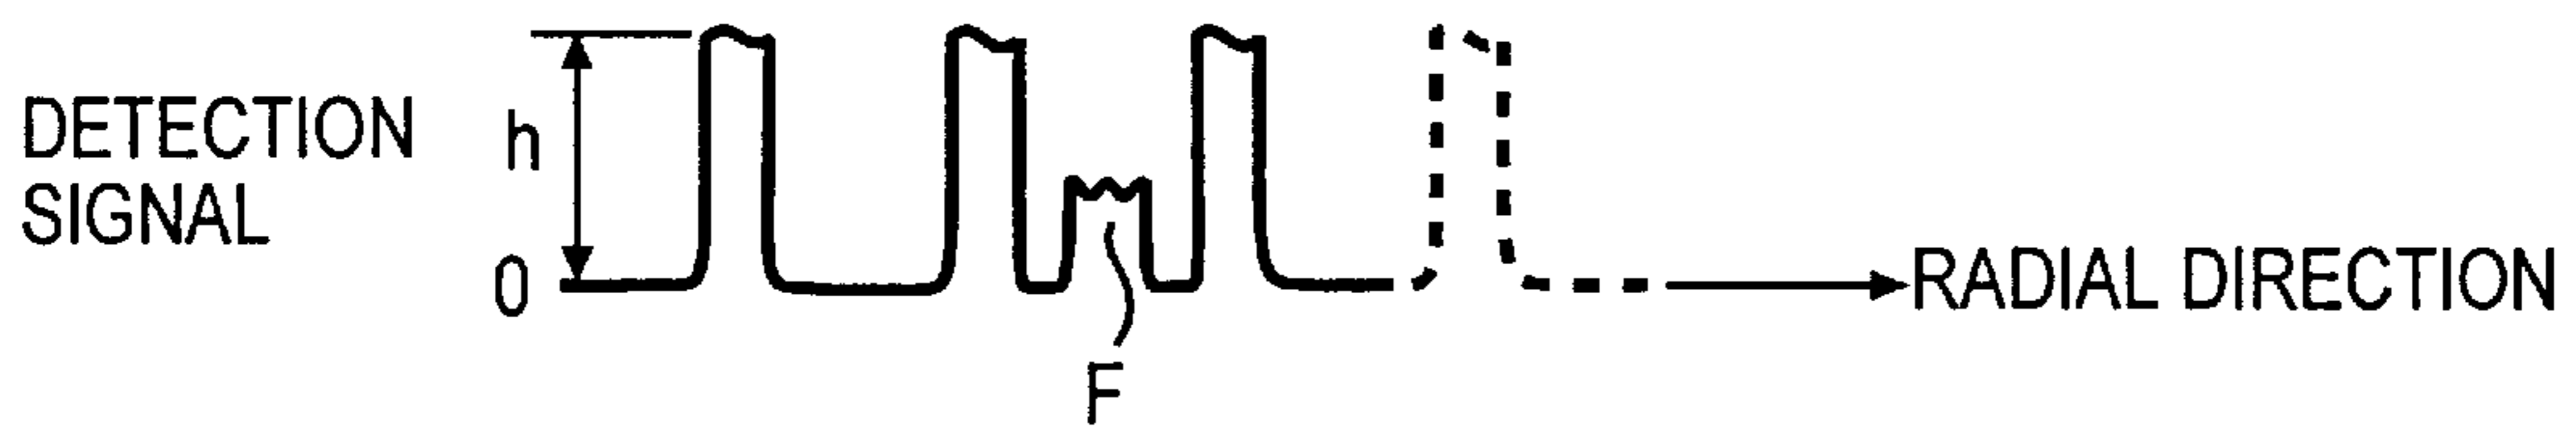 DETECTION
SIGNAL
h
0
F
RADIAL DIRECTION